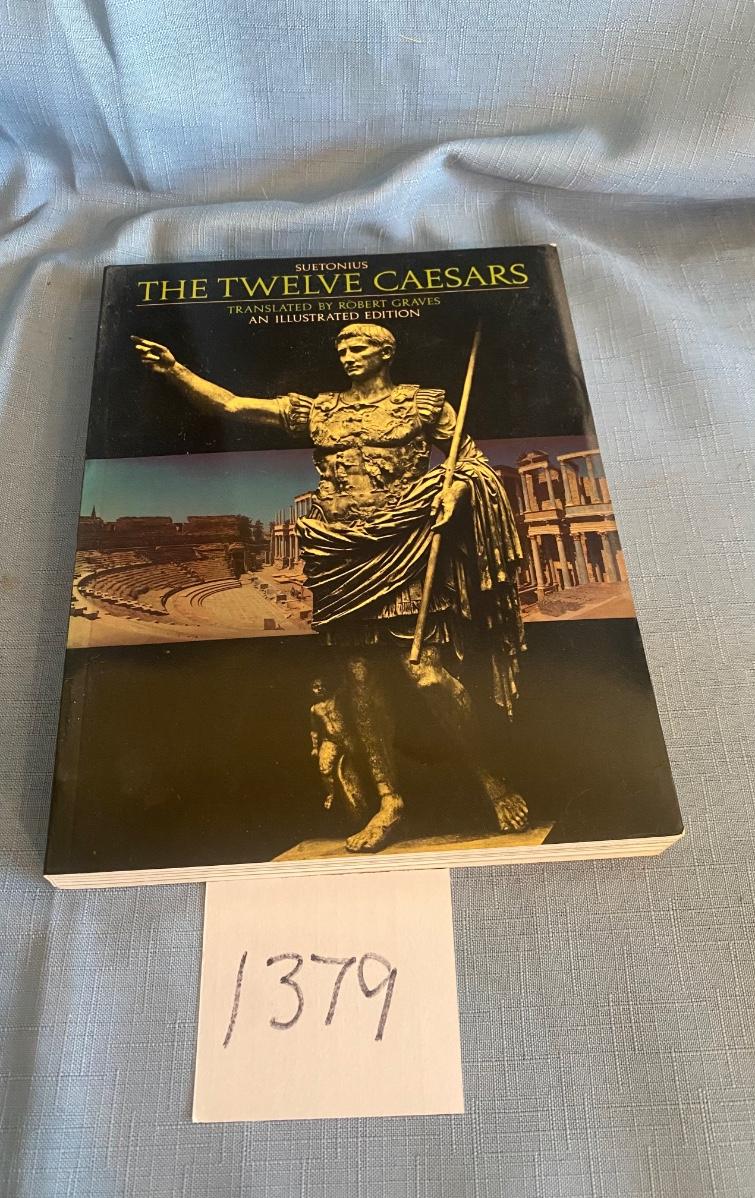 SUETONIUS
THE TWELVE CAESARS
TRANSLATED BY ROBERT GRAVES
AN ILLUSTRATED EDITION
1379